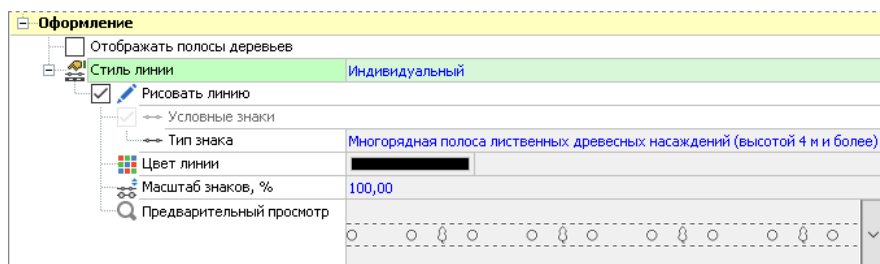 Оформление
Отображать полосы деревьев
Стиль линии Индивидуальный
Рисовать линию
Условные знаки
Тип знака Многорядная полоса лиственных древесных насаждений (высотой 4 м и более)
Цвет линии
Масштаб знаков, % 100,00
Предварительный просмотр